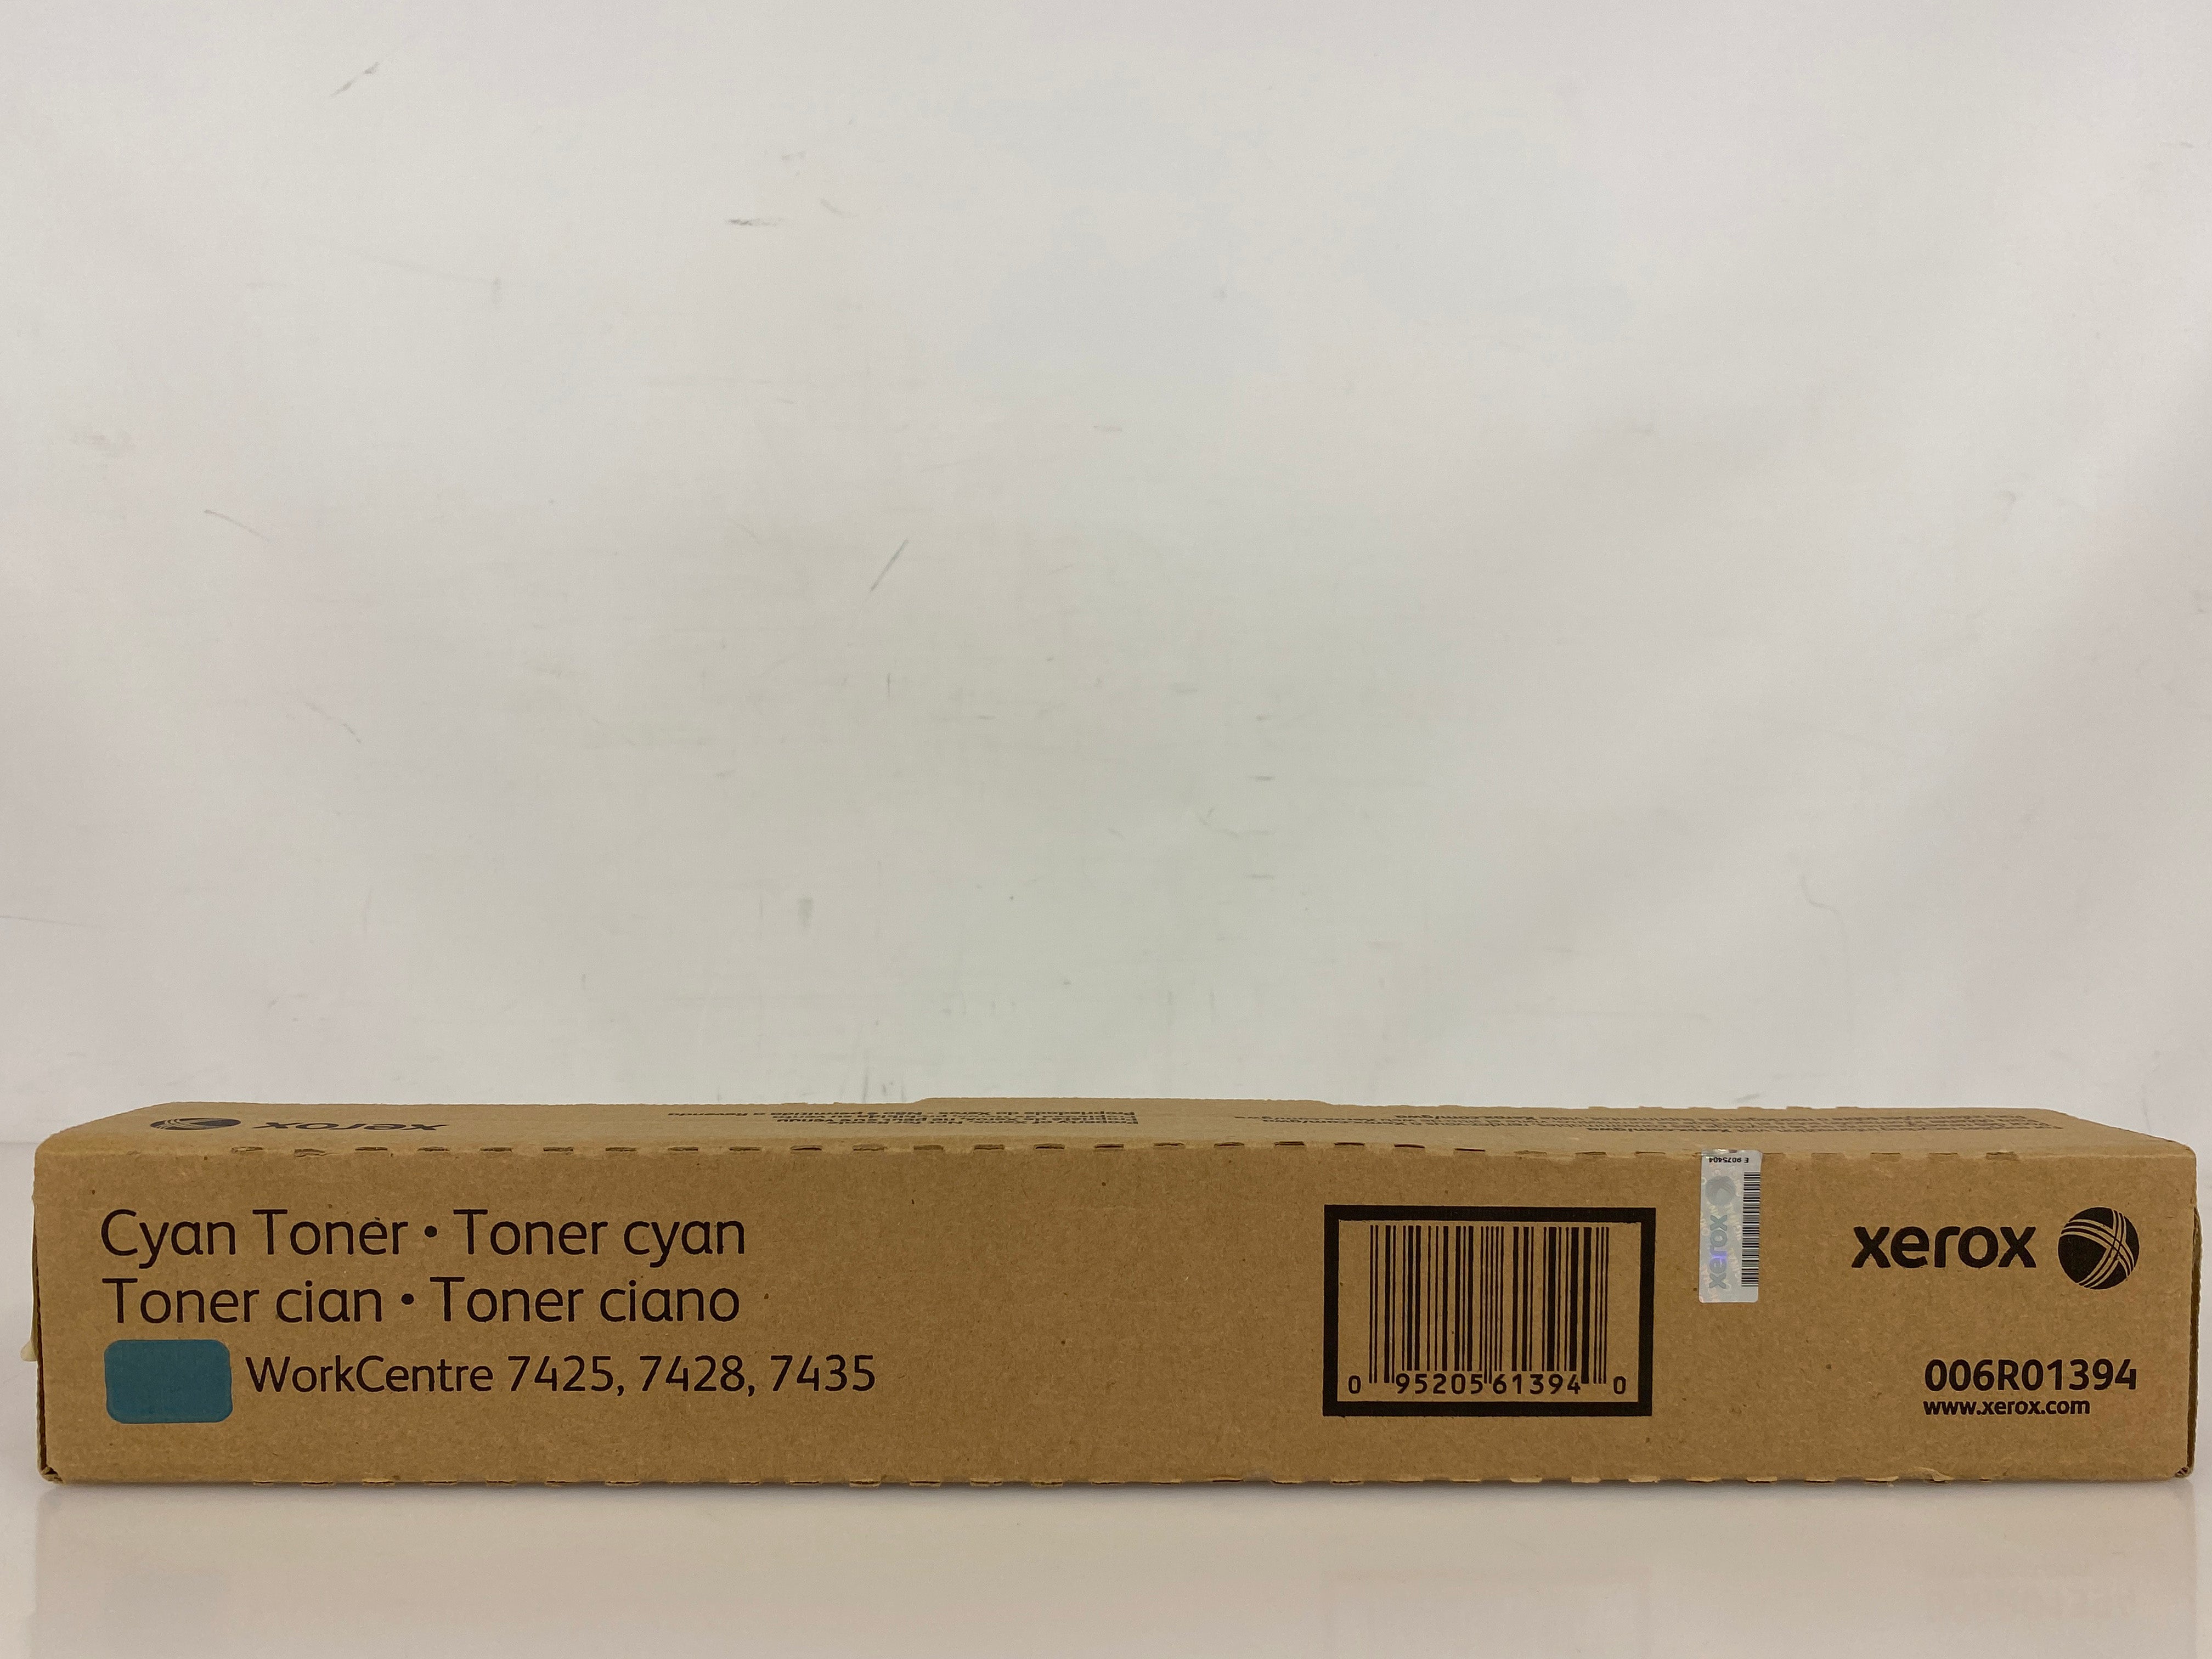 xerox
Cyan Toner • Toner cyan
Toner cian • Toner ciano
WorkCentre 7425, 7428, 7435
0 95205 61394 0
E 9075404
xerox
xerox
006R01394
www.xerox.com